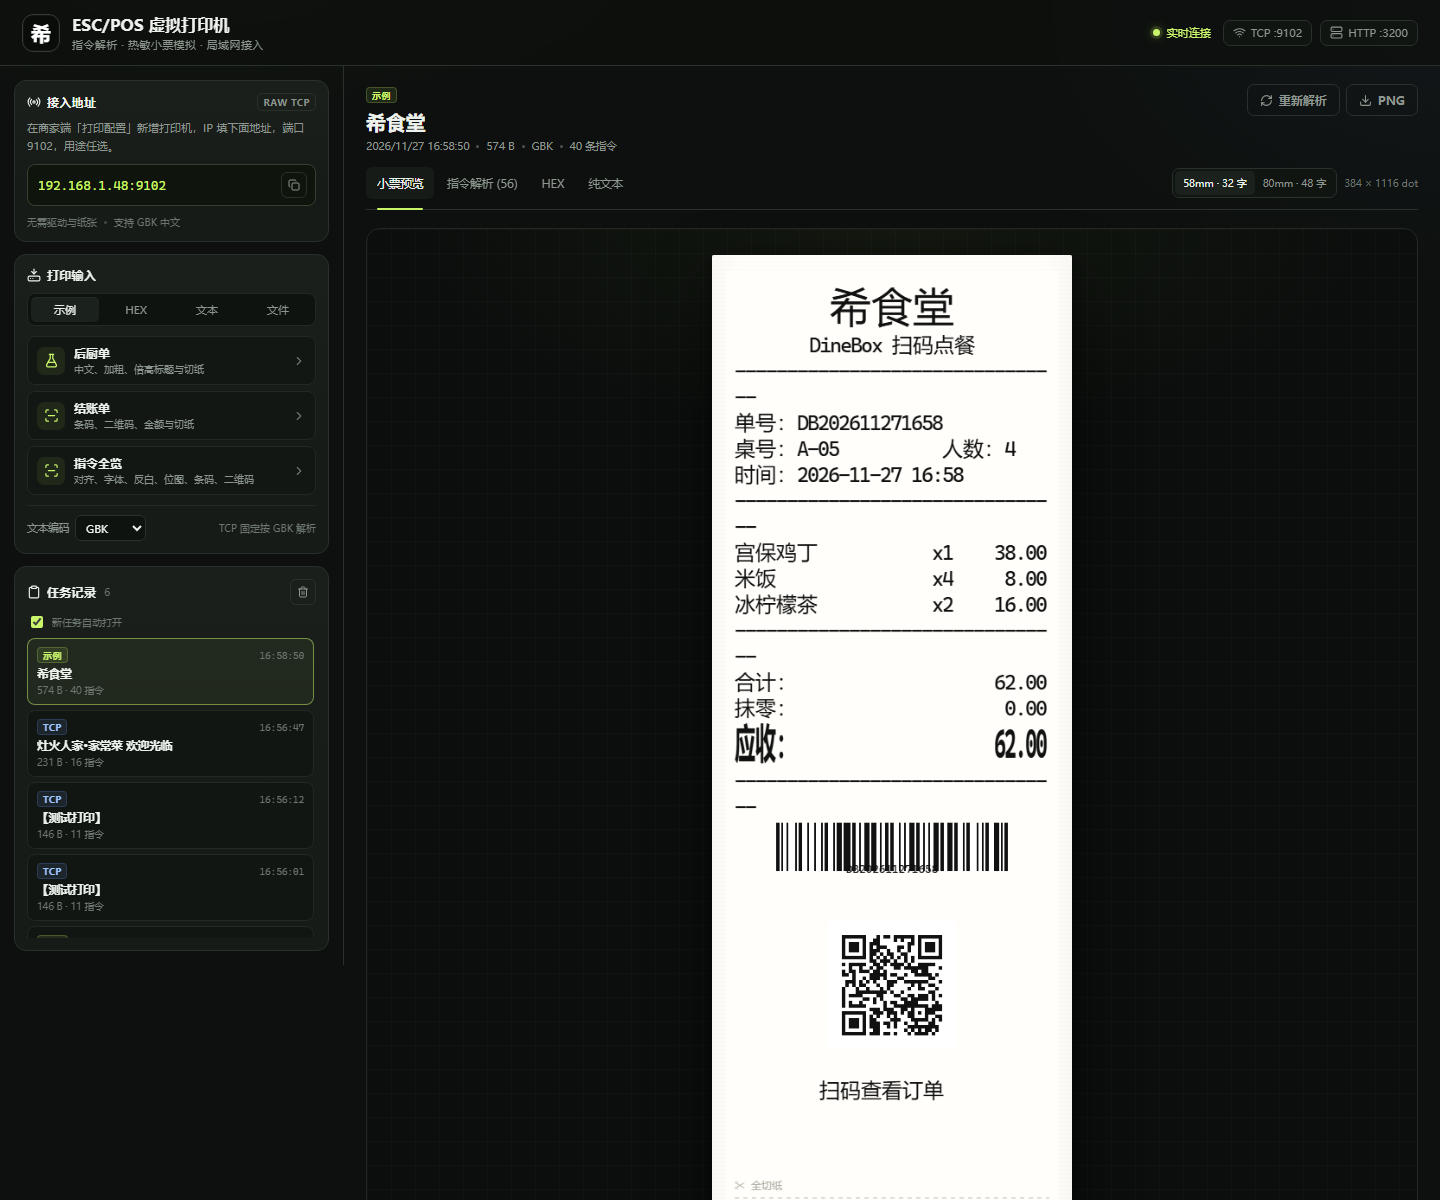 希
ESC/POS 虚拟打印机
指令解析 · 热敏小票模拟 · 局域网接入
实时连接
TCP :9102
HTTP :3200
接入地址
RAW TCP
在商家端「打印配置」新增打印机，IP 填下面地址，端口
9102，用途任选。
192.168.1.48:9102
无需驱动与纸张 • 支持 GBK 中文
打印输入
示例
HEX
文本
文件
后厨单
中文、加粗、倍高标题与切纸
结账单
条码、二维码、金额与切纸
指令全览
对齐、字体、反白、位图、条码、二维码
文本编码
GBK
TCP 固定按 GBK 解析
任务记录 6
新任务自动打开
示例 16:58:50
希食堂
574 B · 40 指令
TCP 16:56:47
灶火人家·家常菜 欢迎光临
231 B · 16 指令
TCP 16:56:12
【测试打印】
146 B · 11 指令
TCP 16:56:01
【测试打印】
146 B · 11 指令
示例
希食堂
2026/11/27 16:58:50 • 574 B • GBK • 40 条指令
重新解析
PNG
小票预览
指令解析 (56)
HEX
纯文本
58mm · 32 字
80mm · 48 字
384 × 1116 dot
希食堂
DineBox 扫码点餐
--------------------------------
单号: DB202611271658
桌号: A-05 人数: 4
时间: 2026-11-27 16:58
--------------------------------
宫保鸡丁 x1 38.00
米饭 x4 8.00
冰柠檬茶 x2 16.00
--------------------------------
合计: 62.00
抹零: 0.00
应收: 62.00
--------------------------------
DB202611271658
扫码查看订单
全切纸